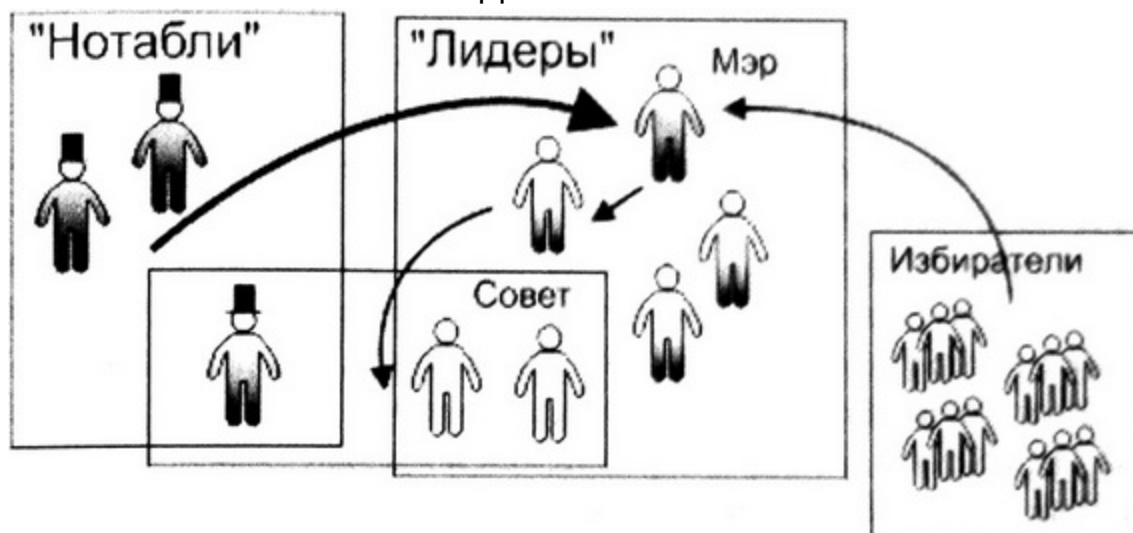 "Нотабли"
"Лидеры"
Мэр
Избиратели
Совет